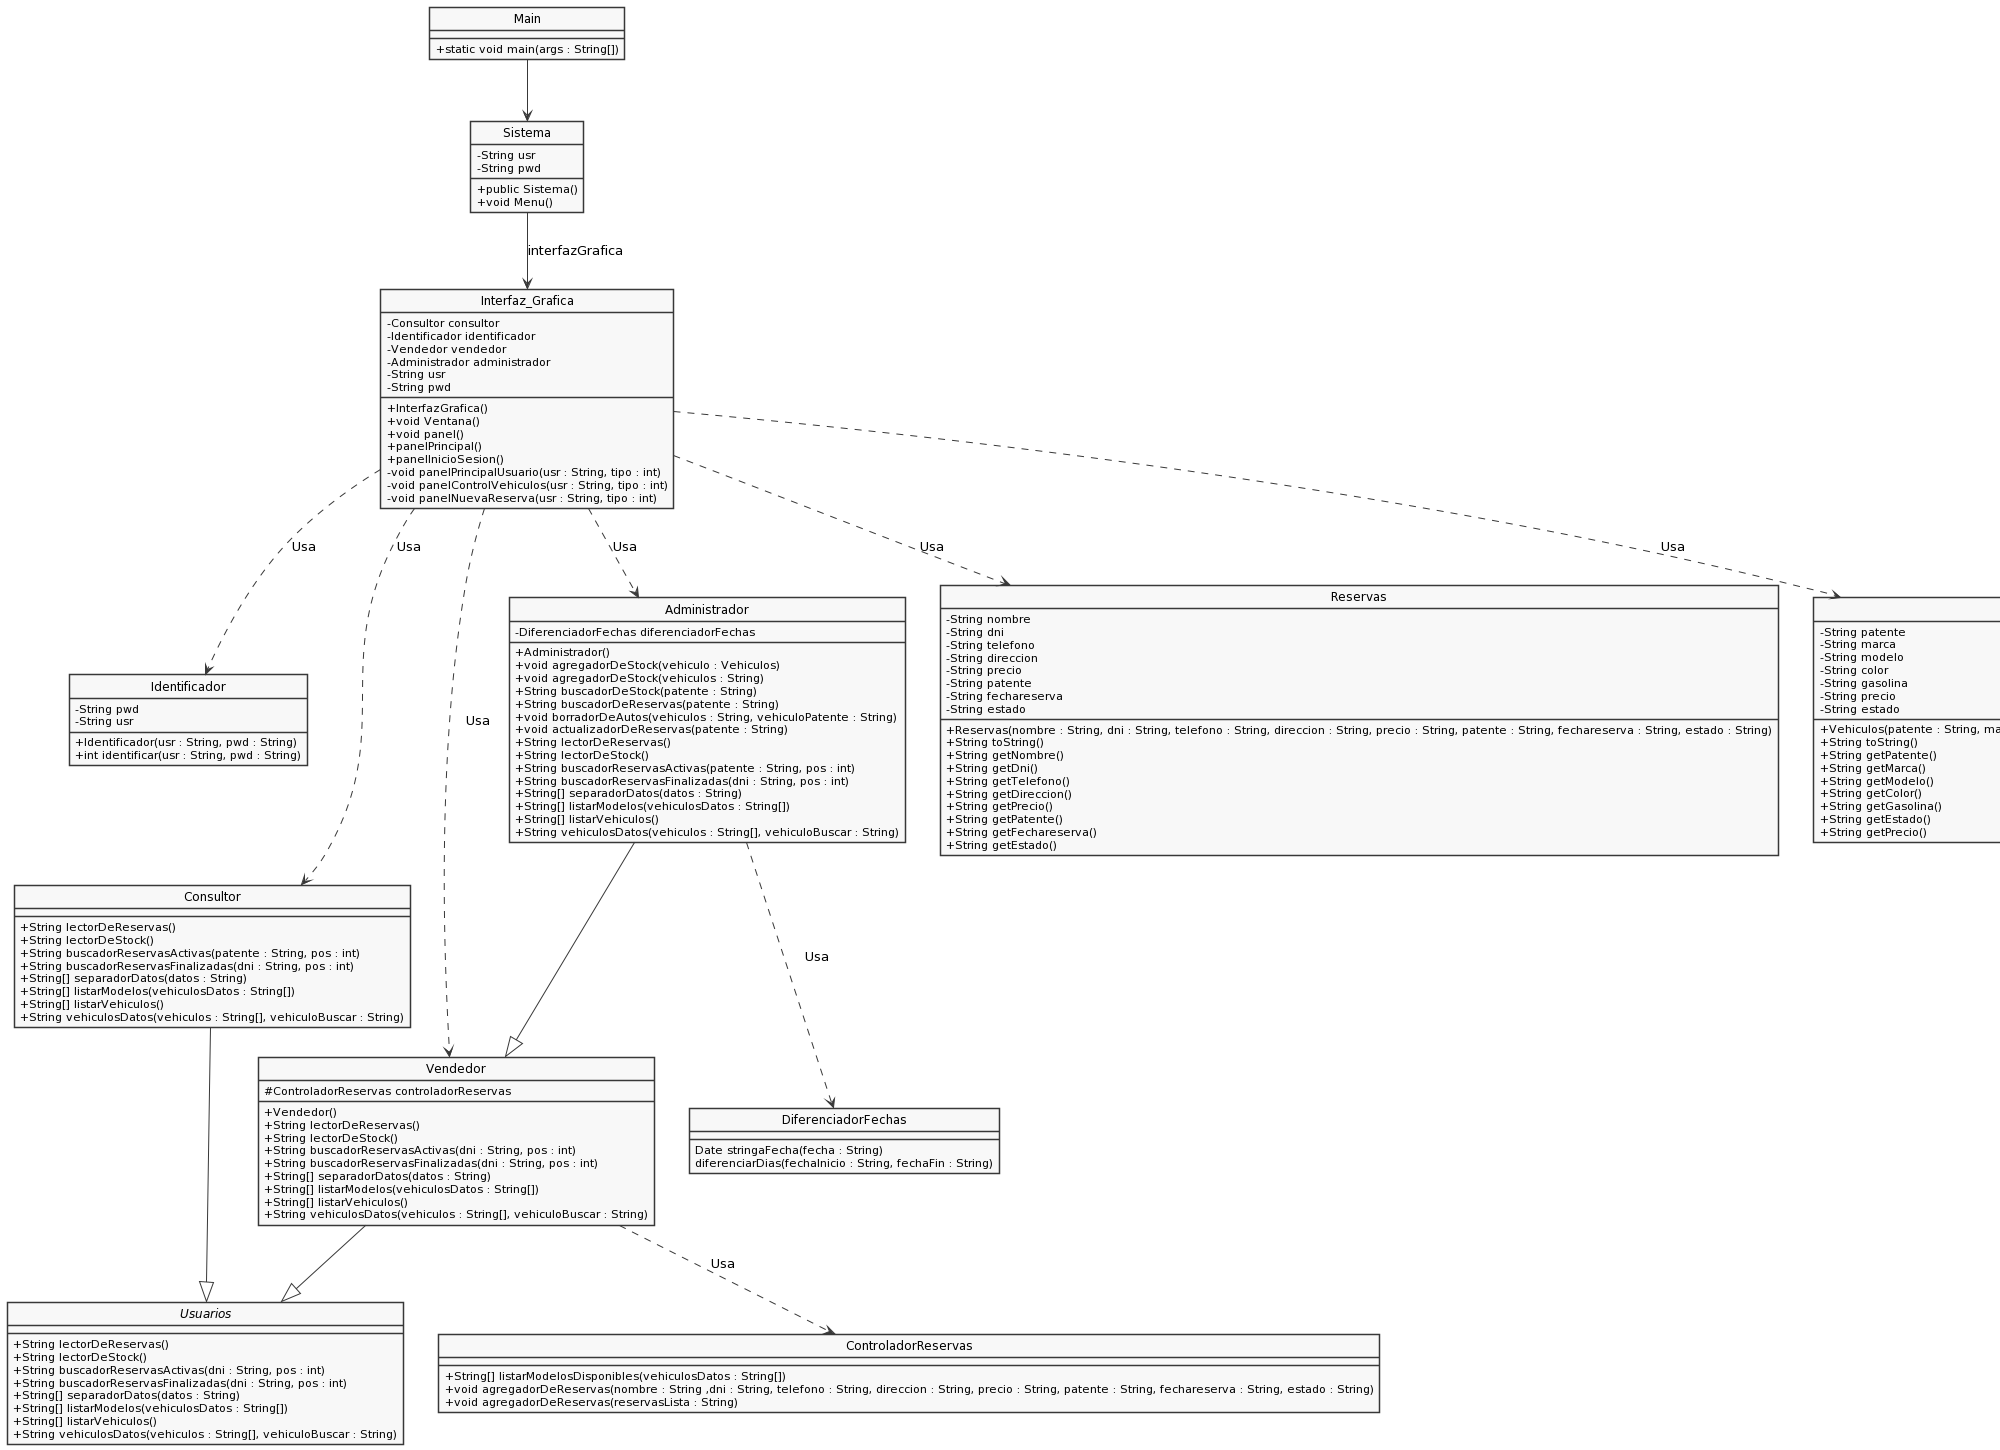 Main
+static void main(args : String[])
Sistema
-String usr
-String pwd
+public Sistema()
+void Menu()
interfazGrafica
Interfaz_Grafica
-Consultor consultor
-Identificador identificador
-Vendedor vendedor
-Administrador administrador
-String usr
-String pwd
+InterfazGrafica()
+void Ventana()
+void panel()
+panelPrincipal()
+panelInicioSesion()
-void panelPrincipalUsuario(usr : String, tipo : int)
-void panelControlVehiculos(usr : String, tipo : int)
-void panelNuevaReserva(usr : String, tipo : int)
Usa
Usa
Usa
Usa
Usa
Usa
Identificador
-String pwd
-String usr
+Identificador(usr : String, pwd : String)
+int identificar(usr : String, pwd : String)
Administrador
-DiferenciadorFechas diferenciadorFechas
+Administrador()
+void agregadorDeStock(vehiculo : Vehiculos)
+void agregadorDeStock(vehiculos : String)
+String buscadorDeStock(patente : String)
+String buscadorDeReservas(patente : String)
+void borradorDeAutos(vehiculos : String, vehiculoPatente : String)
+void actualizadorDeReservas(patente : String)
+String lectorDeReservas()
+String lectorDeStock()
+String buscadorReservasActivas(patente : String, pos : int)
+String buscadorReservasFinalizadas(dni : String, pos : int)
+String[] separadorDatos(datos : String)
+String[] listarModelos(vehiculosDatos : String[])
+String[] listarVehiculos()
+String vehiculosDatos(vehiculos : String[], vehiculoBuscar : String)
Reservas
-String nombre
-String dni
-String telefono
-String direccion
-String precio
-String patente
-String fechareserva
-String estado
+Reservas(nombre : String, dni : String, telefono : String, direccion : String, precio : String, patente : String, fechareserva : String, estado : String)
+String toString()
+String getNombre()
+String getDni()
+String getTelefono()
+String getDireccion()
+String getPrecio()
+String getPatente()
+String getFechareserva()
+String getEstado()
-String patente
-String marca
-String modelo
-String color
-String gasolina
-String precio
-String estado
+Vehiculos(patente : String, ma
+String toString()
+String getPatente()
+String getMarca()
+String getModelo()
+String getColor()
+String getGasolina()
+String getEstado()
+String getPrecio()
Consultor
+String lectorDeReservas()
+String lectorDeStock()
+String buscadorReservasActivas(patente : String, pos : int)
+String buscadorReservasFinalizadas(dni : String, pos : int)
+String[] separadorDatos(datos : String)
+String[] listarModelos(vehiculosDatos : String[])
+String[] listarVehiculos()
+String vehiculosDatos(vehiculos : String[], vehiculoBuscar : String)
Usa
Vendedor
#ControladorReservas controladorReservas
+Vendedor()
+String lectorDeReservas()
+String lectorDeStock()
+String buscadorReservasActivas(dni : String, pos : int)
+String buscadorReservasFinalizadas(dni : String, pos : int)
+String[] separadorDatos(datos : String)
+String[] listarModelos(vehiculosDatos : String[])
+String[] listarVehiculos()
+String vehiculosDatos(vehiculos : String[], vehiculoBuscar : String)
DiferenciadorFechas
Date stringaFecha(fecha : String)
diferenciarDias(fechaInicio : String, fechaFin : String)
Usa
Usuarios
+String lectorDeReservas()
+String lectorDeStock()
+String buscadorReservasActivas(dni : String, pos : int)
+String buscadorReservasFinalizadas(dni : String, pos : int)
+String[] separadorDatos(datos : String)
+String[] listarModelos(vehiculosDatos : String[])
+String[] listarVehiculos()
+String vehiculosDatos(vehiculos : String[], vehiculoBuscar : String)
ControladorReservas
+String[] listarModelosDisponibles(vehiculosDatos : String[])
+void agregadorDeReservas(nombre : String ,dni : String, telefono : String, direccion : String, precio : String, patente : String, fechareserva : String, estado : String)
+void agregadorDeReservas(reservasLista : String)